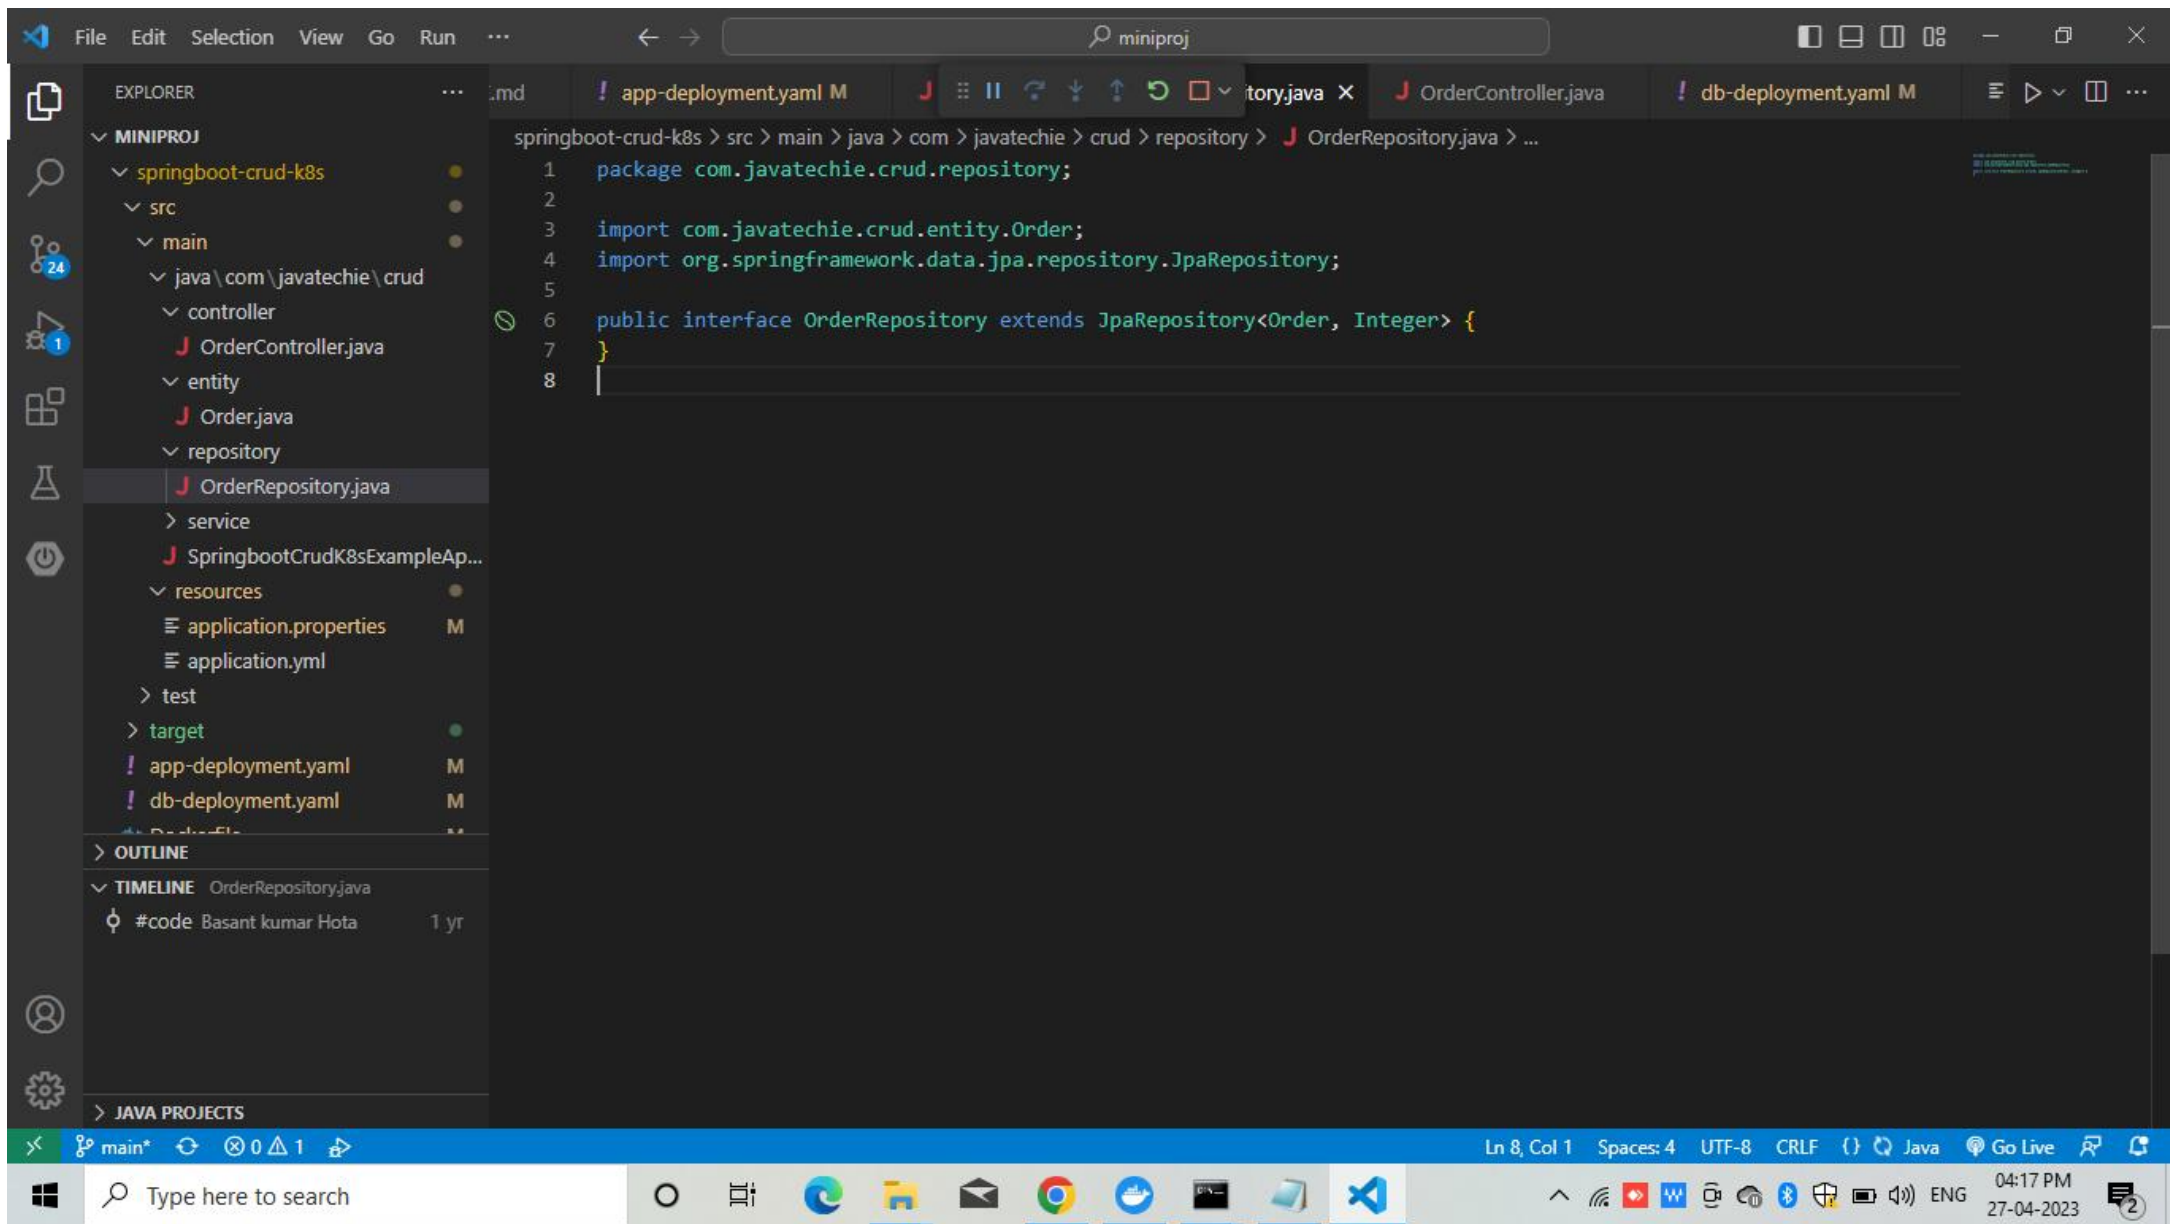 File Edit Selection View Go Run ...
miniproj
EXPLORER
.md
! app-deployment.yaml M
J
tory.java
J OrderController.java
! db-deployment.yaml M
MINIPROJ
springboot-crud-k8s > src > main > java > com > javatechie > crud > repository > J OrderRepository.java > ...
springboot-crud-k8s
src
main
java\com\javatechie\crud
controller
J OrderController.java
entity
J Order.java
repository
J OrderRepository.java
service
J SpringbootCrudK8sExampleAp...
resources
application.properties M
application.yml
test
target
! app-deployment.yaml M
! db-deployment.yaml M
24
1
1 package com.javatechie.crud.repository;
2
3 import com.javatechie.crud.entity.Order;
4 import org.springframework.data.jpa.repository.JpaRepository;
5
6 public interface OrderRepository extends JpaRepository<Order, Integer> {
7 }
8
OUTLINE
TIMELINE OrderRepository.java
#code Basant kumar Hota 1 yr
JAVA PROJECTS
main* 0 1
Ln 8, Col 1 Spaces: 4 UTF-8 CRLF {} Java Go Live
Type here to search
ENG
04:17 PM
27-04-2023
2